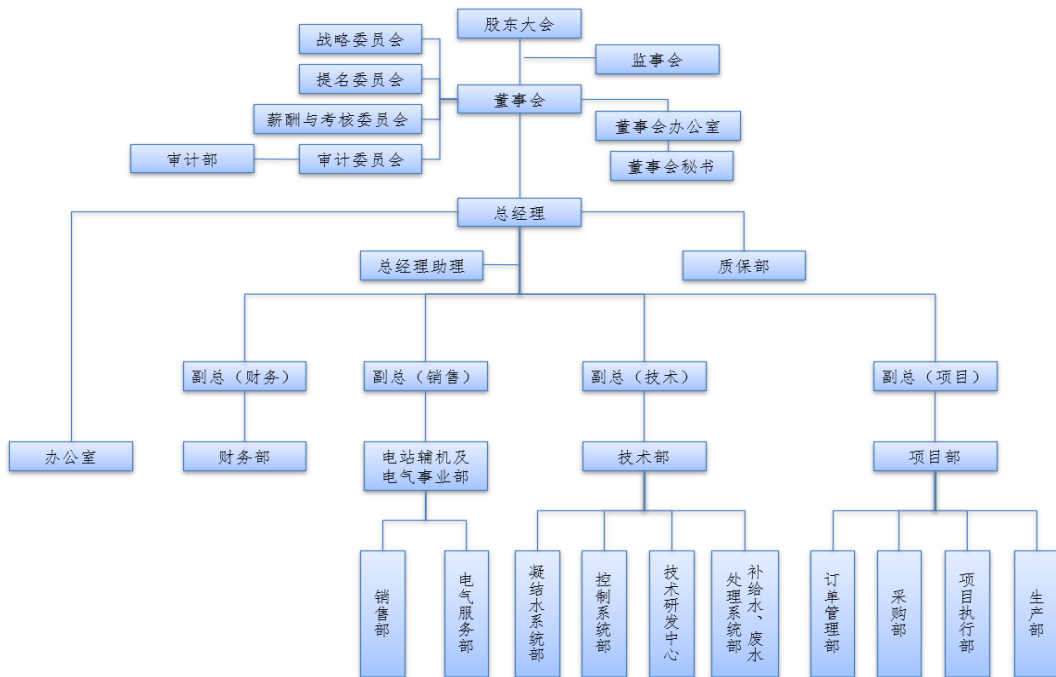 股东大会
战略委员会
监事会
提名委员会
董事会
薪酬与考核委员会
董事会办公室
审计部
审计委员会
董事会秘书
总经理
总经理助理
质保部
副总（财务）
副总（销售）
副总（技术）
副总（项目）
办公室
财务部
电站辅机及
电气事业部
技术部
项目部
销售部
电气服务部
凝结水系统部
控制系统部
技术研发中心
补给水、废水
处理系统部
订单管理部
采购部
项目执行部
生产部